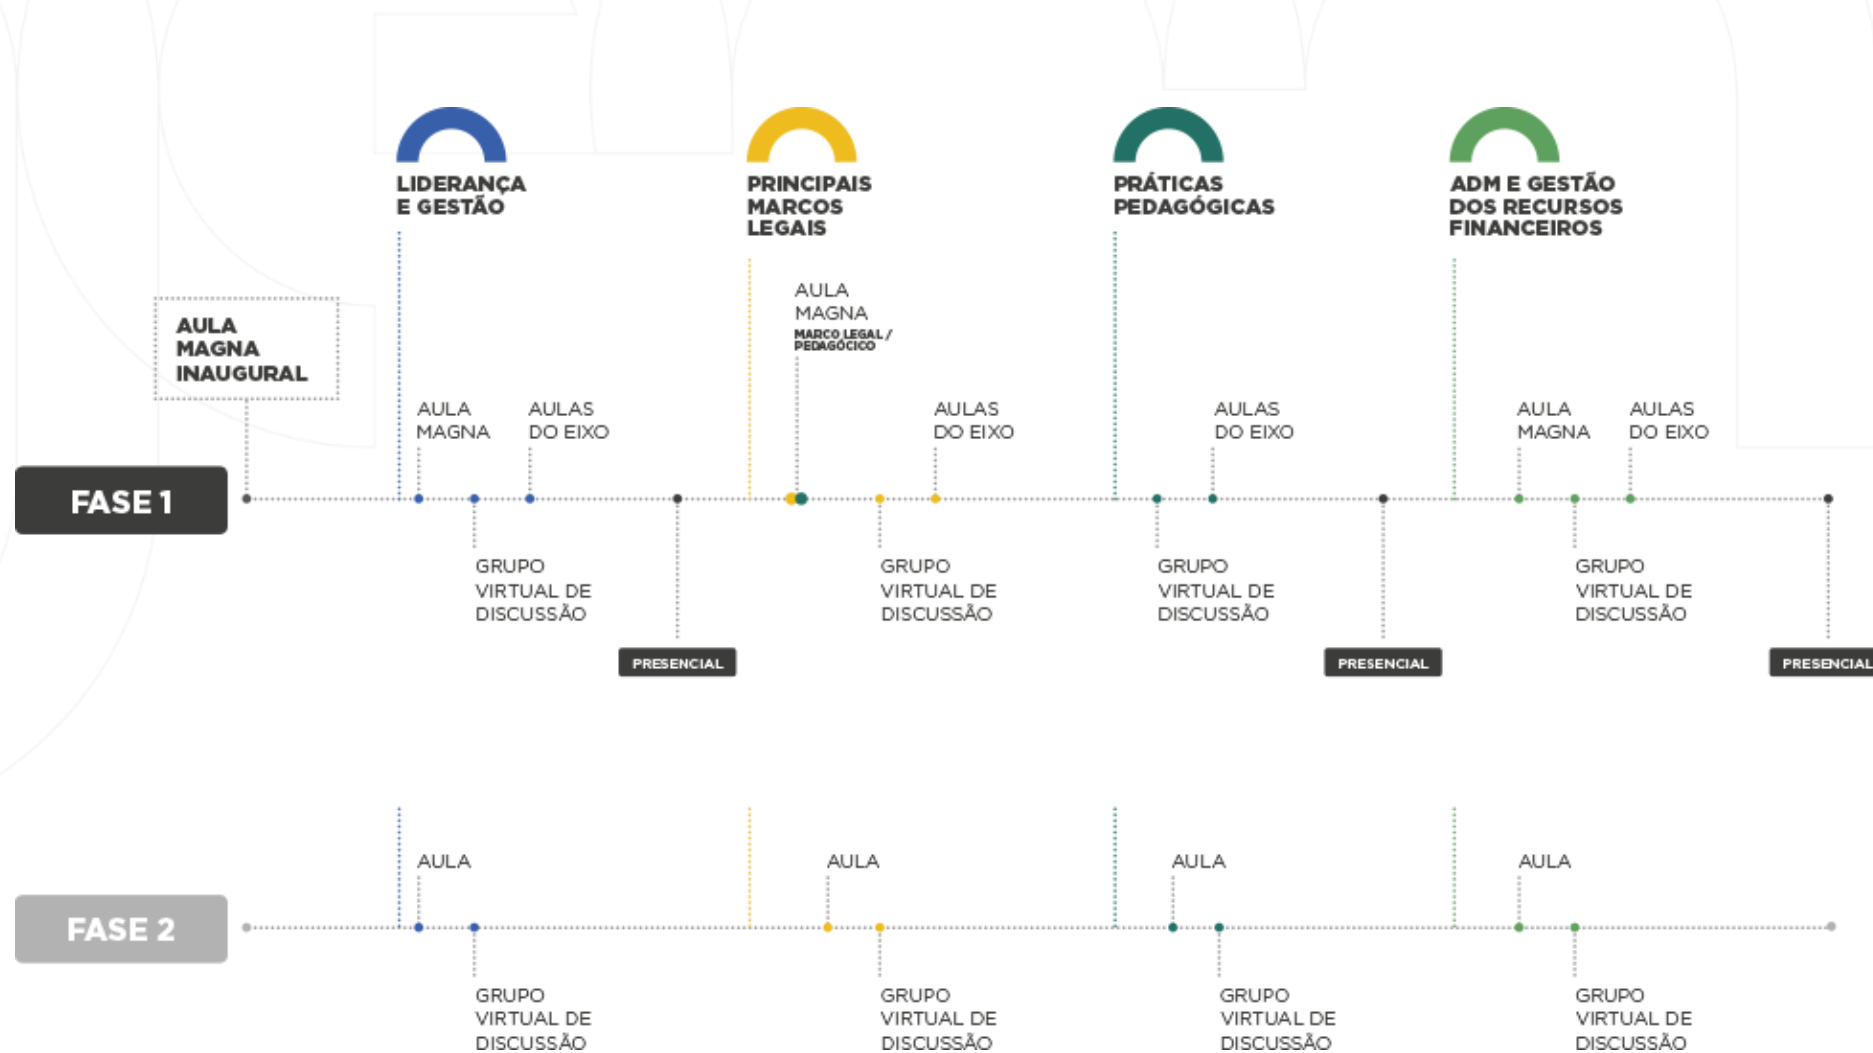 LIDERANÇA
E GESTÃO
PRINCIPAIS
MARCOS
LEGAIS
PRÁTICAS
PEDAGÓGICAS
ADM E GESTÃO
DOS RECURSOS
FINANCEIROS
AULA
MAGNA
INAUGURAL
AULA
MAGNA
MARCO LEGAL /
PEDAGÓCICO
AULA
MAGNA
AULAS
DO EIXO
AULAS
DO EIXO
AULAS
DO EIXO
AULA
MAGNA
AULAS
DO EIXO
FASE 1
GRUPO
VIRTUAL DE
DISCUSSÃO
GRUPO
VIRTUAL DE
DISCUSSÃO
GRUPO
VIRTUAL DE
DISCUSSÃO
GRUPO
VIRTUAL DE
DISCUSSÃO
PRESENCIAL
PRESENCIAL
PRESENCIAL
AULA
AULA
AULA
AULA
FASE 2
GRUPO
VIRTUAL DE
DISCUSSÃO
GRUPO
VIRTUAL DE
DISCUSSÃO
GRUPO
VIRTUAL DE
DISCUSSÃO
GRUPO
VIRTUAL DE
DISCUSSÃO